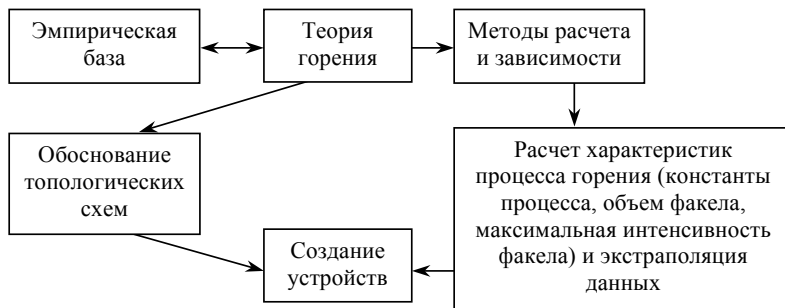 Эмпирическая
база
Теория
горения
Методы расчета
и зависимости
Обоснование
топологических
схем
Расчет характеристик
процесса горения (константы
процесса, объем факела,
максимальная интенсивность
факела) и экстраполяция
данных
Создание
устройств